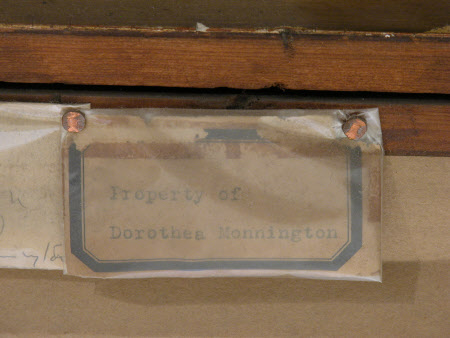 Property of
Dorothea Monnington